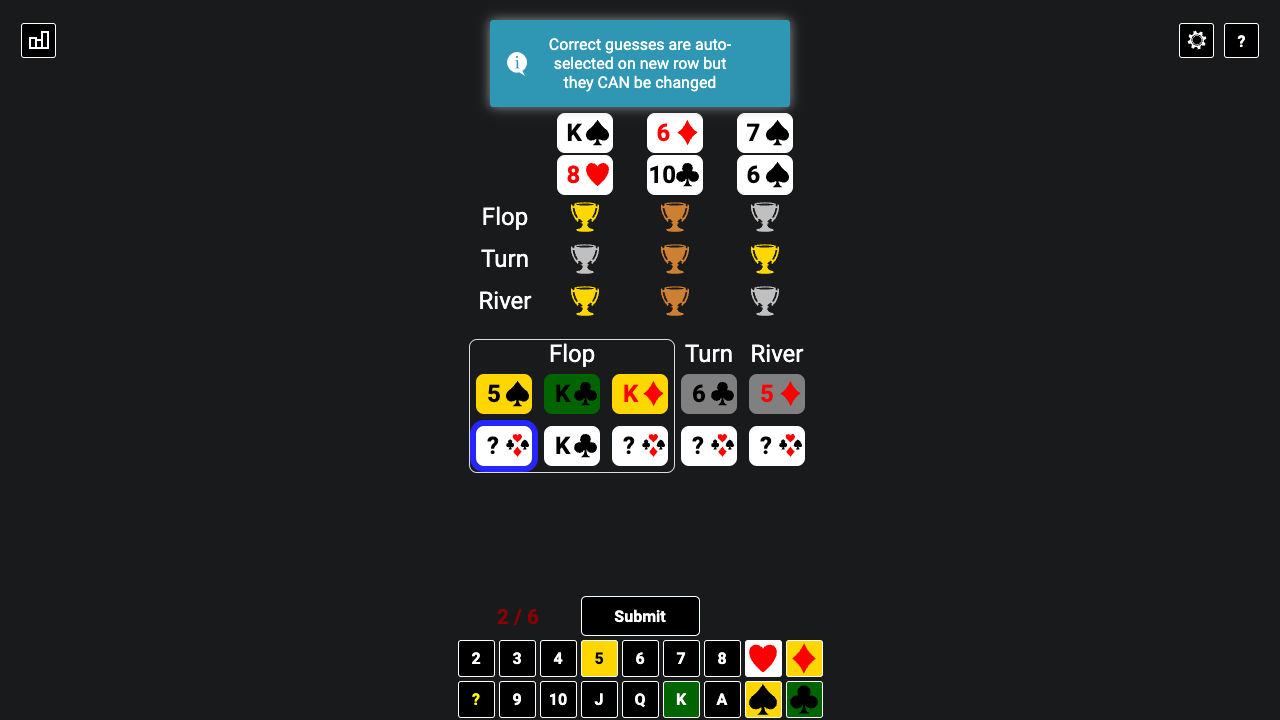 Correct guesses are auto-
selected on new row but
they CAN be changed
?
K 6 7
8 10 6
Flop
Turn
River
Flop Turn River
5 K K 6 5
? K ? ? ?
2 / 6 Submit
2 3 4 5 6 7 8
? 9 10 J Q K A